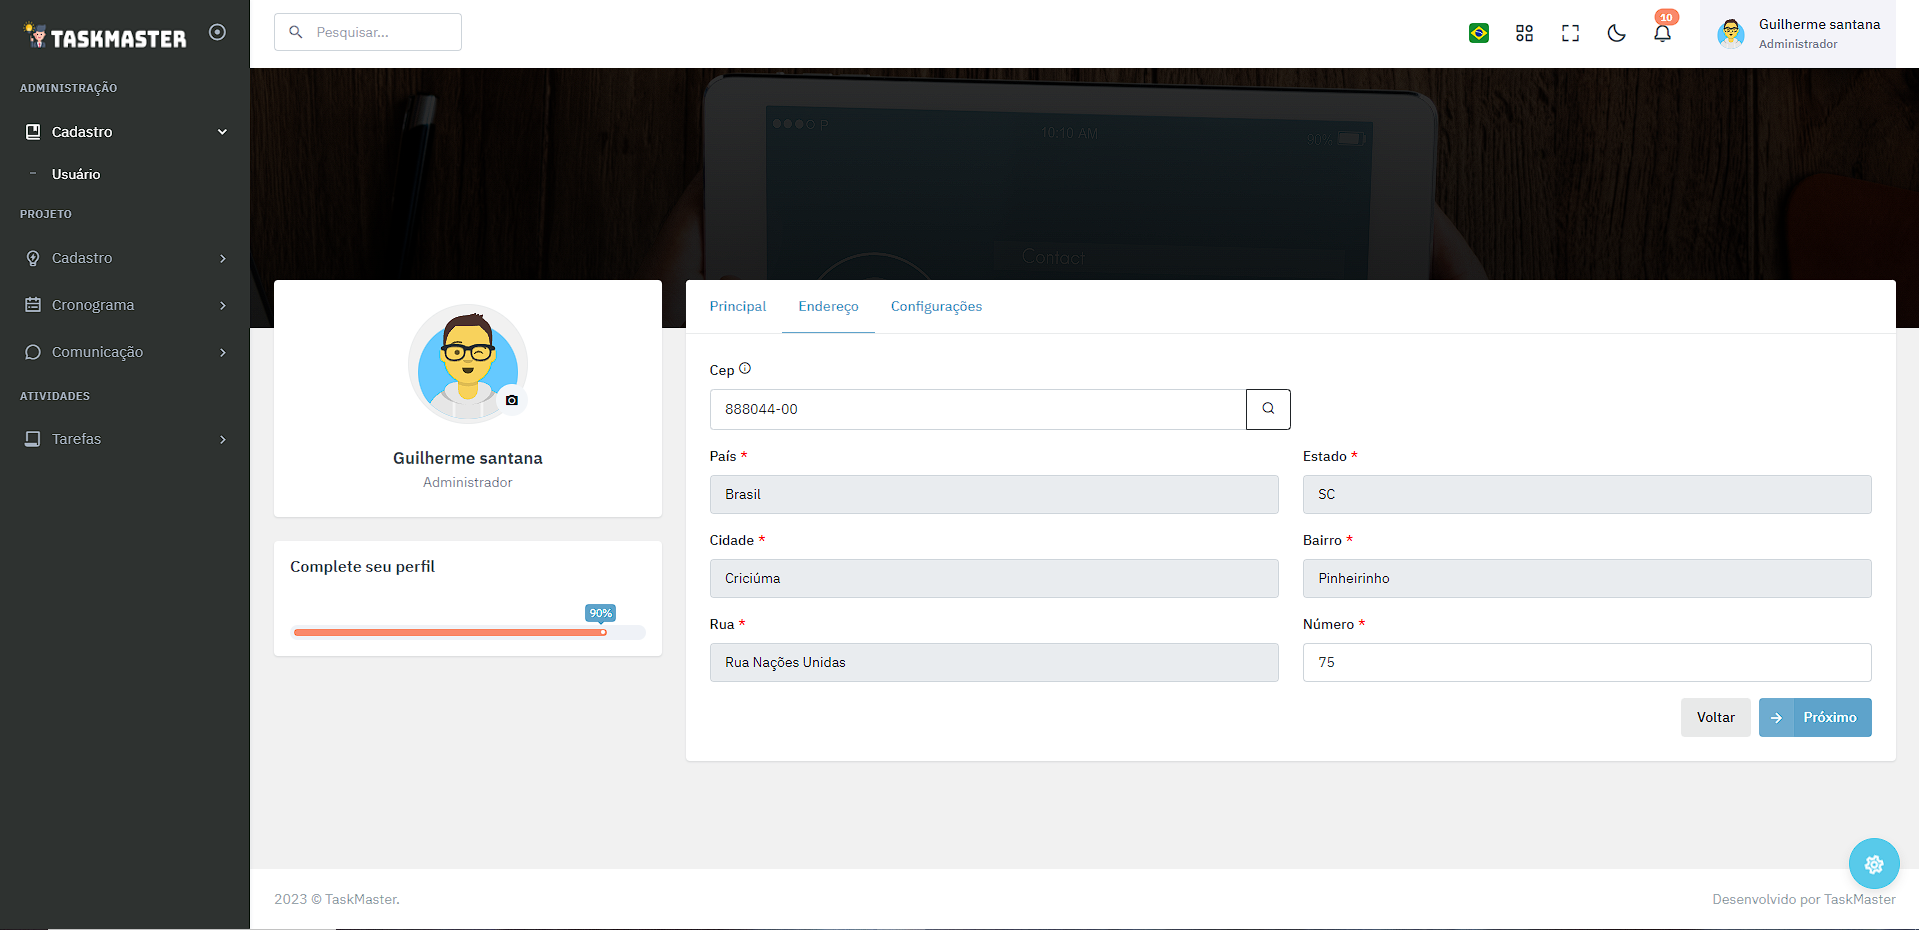 TASKMASTER
ADMINISTRAÇÃO
Cadastro
Usuário
PROJETO
Cadastro
Cronograma
Comunicação
ATIVIDADES
Tarefas
Pesquisar...
10
Guilherme santana
Administrador
P
10:10 AM
90%
Contact
Guilherme santana
Administrador
Complete seu perfil
90%
Principal
Endereço
Configurações
Cep
888044-00
País *
Estado *
Brasil
SC
Cidade *
Bairro *
Criciúma
Pinheirinho
Rua *
Número *
Rua Nações Unidas
75
Voltar
Próximo
2023 © TaskMaster.
Desenvolvido por TaskMaster